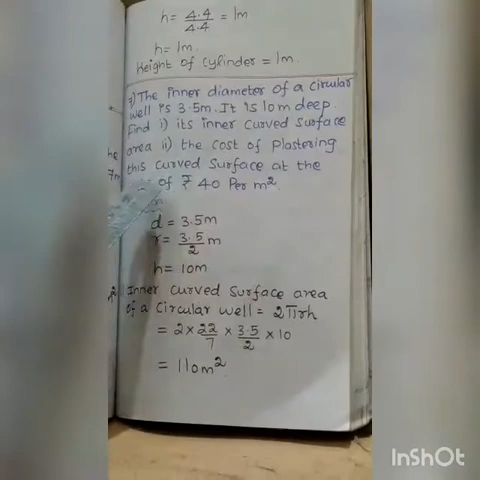 h = 4.4/4.4 = 1m
h = 1m.
Height of cylinder = 1m.
7) The inner diameter of a circular
well is 3.5m. It is 10m deep.
Find i) its inner curved surface
area ii) the cost of Plastering
this curved surface at the
of ₹ 40 Per m².
d = 3.5m
r = 3.5/2 m
h = 10m
Inner curved surface area
of a circular well = 2πrh
= 2 × 22/7 × 3.5/2 × 10
= 110m²
he
7m
InShOt